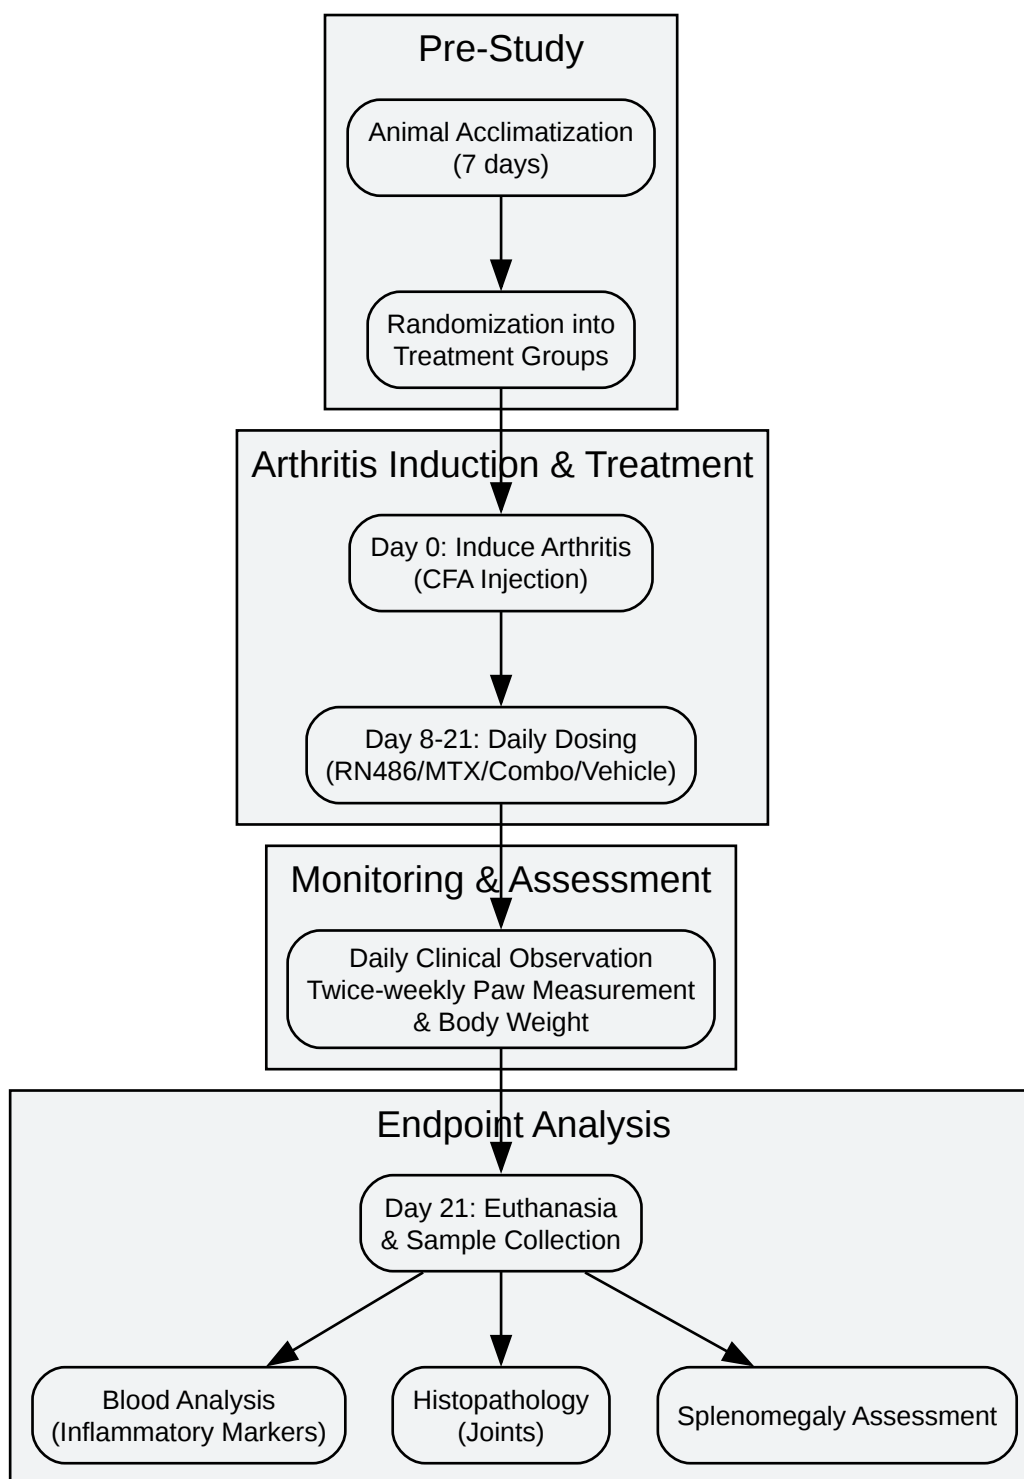 Pre-Study
Animal Acclimatization
(7 days)
Randomization into
Treatment Groups
Arthritis Induction & Treatment
Day 0: Induce Arthritis
(CFA Injection)
Day 8-21: Daily Dosing
(RN486/MTX/Combo/Vehicle)
Monitoring & Assessment
Daily Clinical Observation
Twice-weekly Paw Measurement
& Body Weight
Endpoint Analysis
Day 21: Euthanasia
& Sample Collection
Blood Analysis
(Inflammatory Markers)
Histopathology
(Joints)
Splenomegaly Assessment